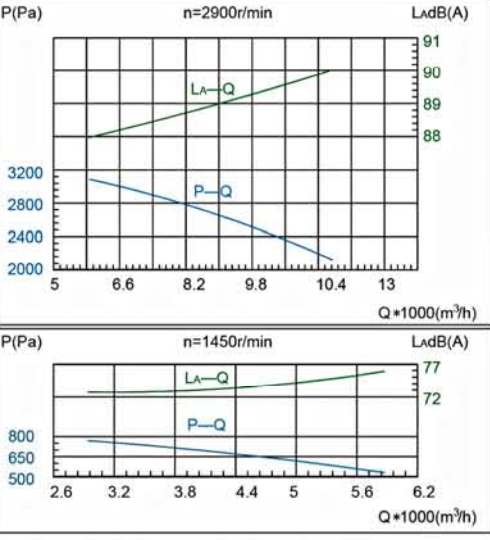 P(Pa) n=2900r/min LAdB(A)
91
90
LA—Q
89
88
3200
P—Q
2800
2400
2000
5 6.6 8.2 9.8 10.4 13
Q*1000(m³/h)
P(Pa) n=1450r/min LAdB(A)
77
LA—Q
72
P—Q
800
650
500
2.6 3.2 3.8 4.4 5 5.6 6.2
Q*1000(m³/h)